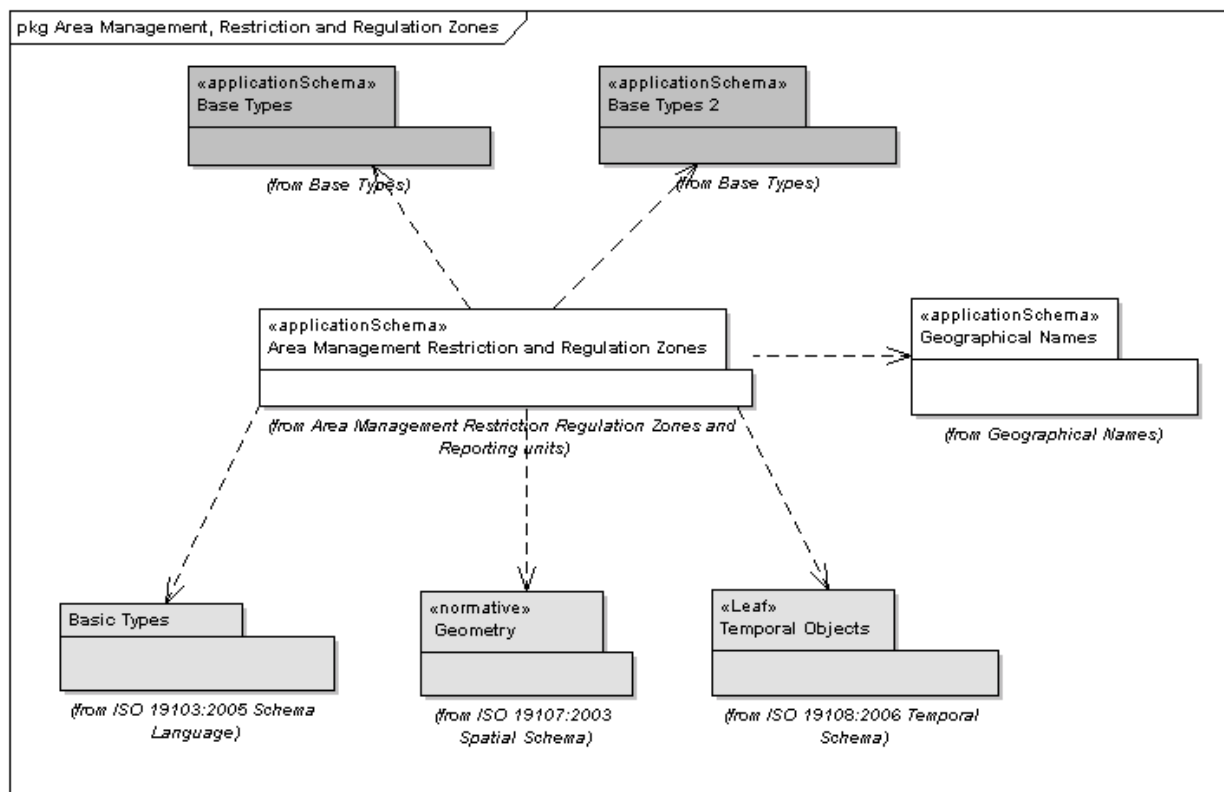 pkg Area Management, Restriction and Regulation Zones
«applicationSchema»
Base Types
(from Base Types)
«applicationSchema»
Base Types 2
(from Base Types)
«applicationSchema»
Area Management Restriction and Regulation Zones
(from Area Management Restriction Regulation Zones and
Reporting units)
«applicationSchema»
Geographical Names
(from Geographical Names)
Basic Types
(from ISO 19103:2005 Schema
Language)
«normative»
Geometry
(from ISO 19107:2003
Spatial Schema)
«Leaf»
Temporal Objects
(from ISO 19108:2006 Temporal
Schema)